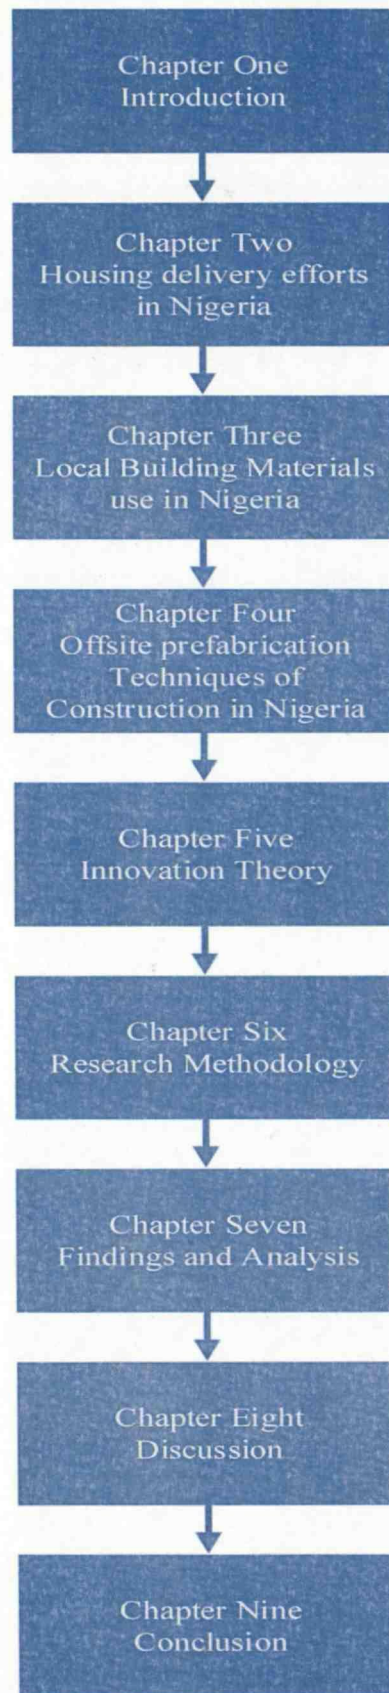 Chapter One
Introduction
Chapter Two
Housing delivery efforts
in Nigeria
Chapter Three
Local Building Materials
use in Nigeria
Chapter Four
Offsite prefabrication
Techniques of
Construction in Nigeria
Chapter Five
Innovation Theory
Chapter Six
Research Methodology
Chapter Seven
Findings and Analysis
Chapter Eight
Discussion
Chapter Nine
Conclusion